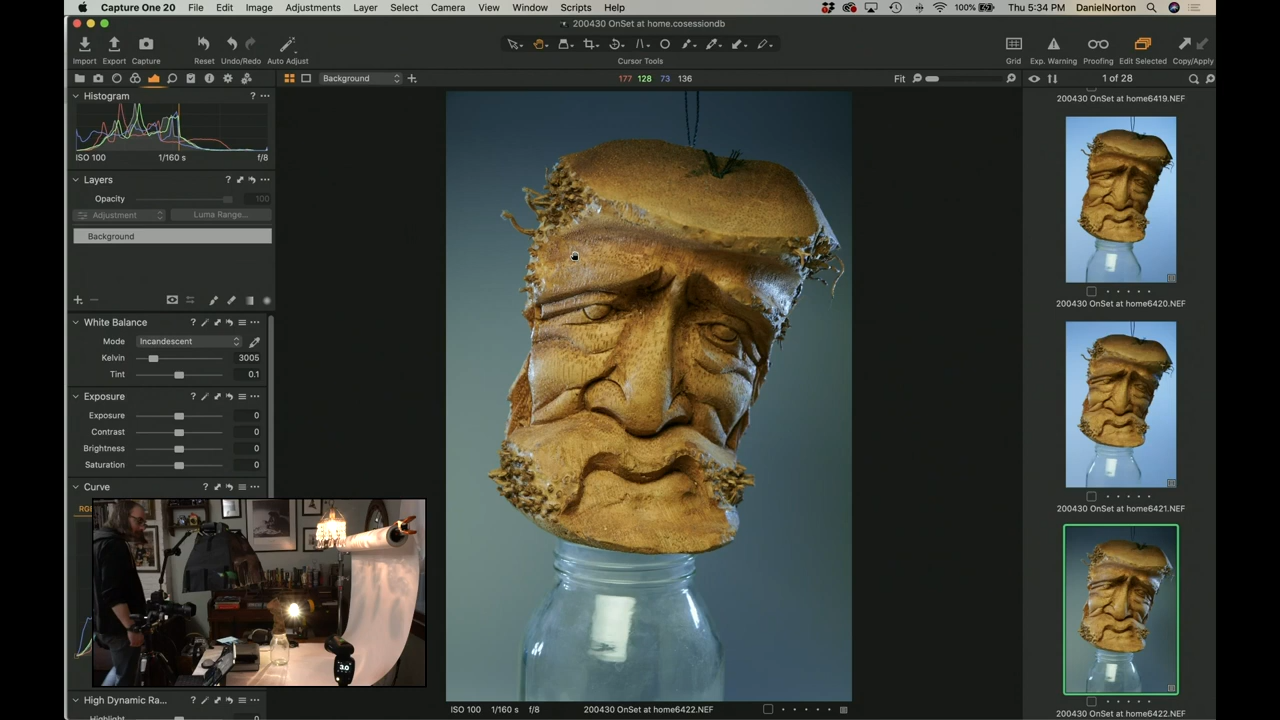 Capture One 20 File Edit Image Adjustments Layer Select Camera View Window Scripts Help 100% Thu 5:34 PM DanielNorton
200430 OnSet at home.cosessiondb
Import Export Capture Reset Undo/Redo Auto Adjust Cursor Tools Grid Exp. Warning Proofing Edit Selected Copy/Apply
Background 177 128 73 136 Fit 1 of 28
Histogram
ISO 100 1/160 s f/8
Layers
Opacity 100
Adjustment Luma Range...
Background
White Balance
Mode Incandescent
Kelvin 3005
Tint 0.1
Exposure
Exposure 0
Contrast 0
Brightness 0
Saturation 0
Curve
RGB
3.0
High Dynamic Ra...
Highlight 0
ISO 100 1/160 s f/8 200430 OnSet at home6422.NEF
200430 OnSet at home6419.NEF
200430 OnSet at home6420.NEF
200430 OnSet at home6421.NEF
200430 OnSet at home6422.NEF